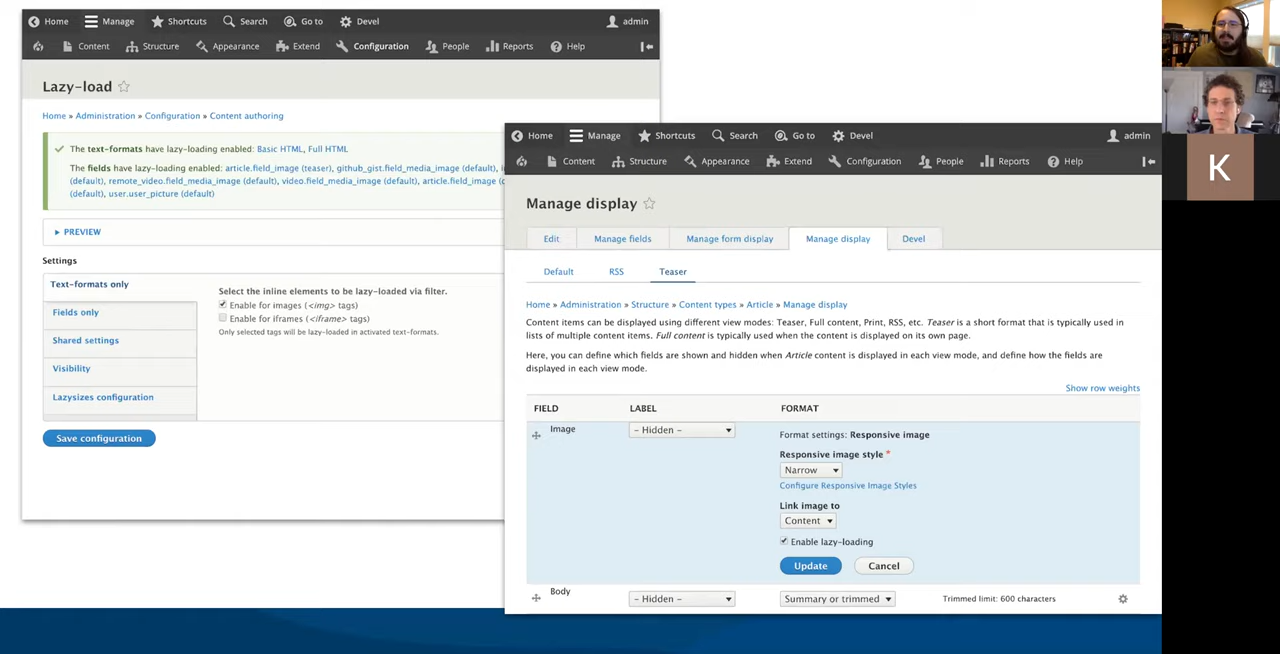 Home Manage Shortcuts Search Go to Devel admin
Content Structure Appearance Extend Configuration People Reports Help
Lazy-load
Home » Administration » Configuration » Content authoring
The text-formats have lazy-loading enabled: Basic HTML, Full HTML
The fields have lazy-loading enabled: article.field_image (teaser), github_gist.field_media_image (default),
(default), remote_video.field_media_image (default), video.field_media_image (default), article.field_image
(default), user.user_picture (default)
PREVIEW
Settings
Text-formats only
Fields only
Shared settings
Visibility
Lazysizes configuration
Select the inline elements to be lazy-loaded via filter.
Enable for images (<img> tags)
Enable for iframes (<iframe> tags)
Only selected tags will be lazy-loaded in activated text-formats.
Save configuration
Home Manage Shortcuts Search Go to Devel admin
Content Structure Appearance Extend Configuration People Reports Help
Manage display
Edit Manage fields Manage form display Manage display Devel
Default RSS Teaser
Home » Administration » Structure » Content types » Article » Manage display
Content items can be displayed using different view modes: Teaser, Full content, Print, RSS, etc. Teaser is a short format that is typically used in
lists of multiple content items. Full content is typically used when the content is displayed on its own page.
Here, you can define which fields are shown and hidden when Article content is displayed in each view mode, and define how the fields are
displayed in each view mode.
Show row weights
FIELD LABEL FORMAT
Image - Hidden - Format settings: Responsive image
Responsive image style *
Narrow
Configure Responsive Image Styles
Link image to
Content
Enable lazy-loading
Update Cancel
Body - Hidden - Summary or trimmed Trimmed limit: 600 characters
K